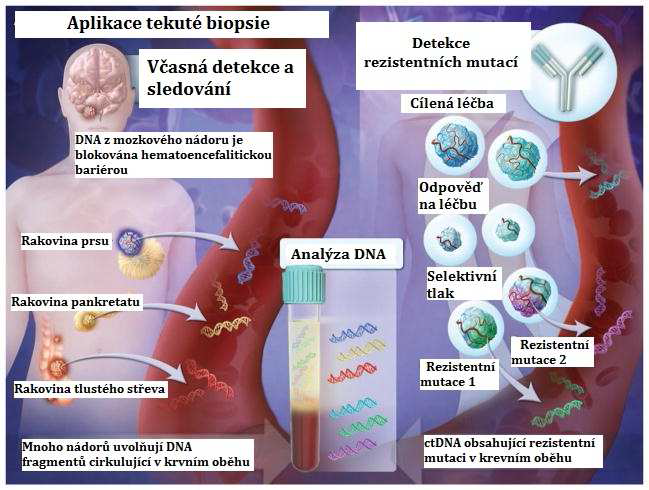 Aplikace tekuté biopsie
Včasná detekce a
sledování
DNA z mozkového nádoru je
blokována hematoencefalitickou
bariérou
Rakovina prsu
Rakovina pankretatu
Rakovina tlustého střeva
Mnoho nádorů uvolňují DNA
fragmentů cirkulující v krvním oběhu
Analýza DNA
Detekce
rezistentních mutací
Cílená léčba
Odpověď
na léčbu
Selektivní
tlak
Rezistentní
mutace 2
Rezistentní
mutace 1
ctDNA obsahující rezistentní
mutaci v krevním oběhu